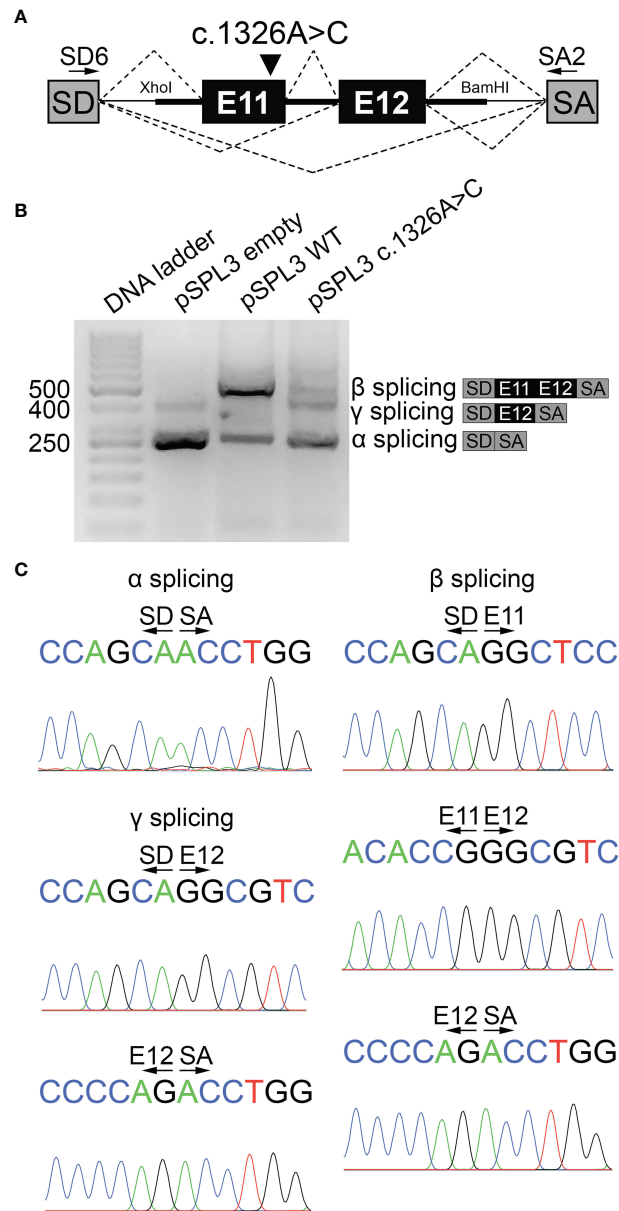 A
c.1326A>C
SD6
SA2
XhoI
BamHI
SD
E11
E12
SA
B
DNA ladder
pSPL3 empty
pSPL3 WT
pSPL3 c.1326A>C
500
400
250
β splicing SD E11 E12 SA
γ splicing SD E12 SA
α splicing SD SA
C
α splicing
SD SA
CCAGCAACCTGG
β splicing
SD E11
CCAGCAGGCTCC
γ splicing
SD E12
CCAGCAGGCGTC
E11 E12
ACACCGGGCGTC
E12 SA
CCCCAGACCTGG
E12 SA
CCCCAGACCTGG